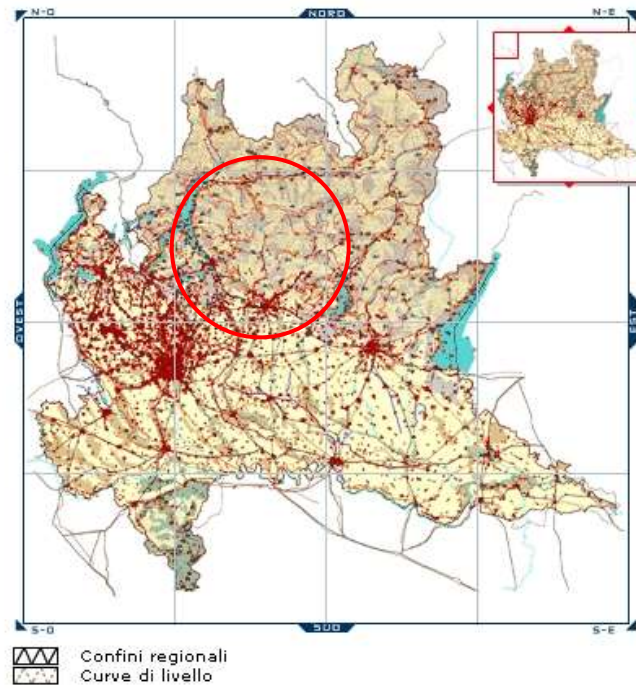 N-O NORD N-E
OVEST
EST
S-O SUD S-E
Confini regionali
Curve di livello